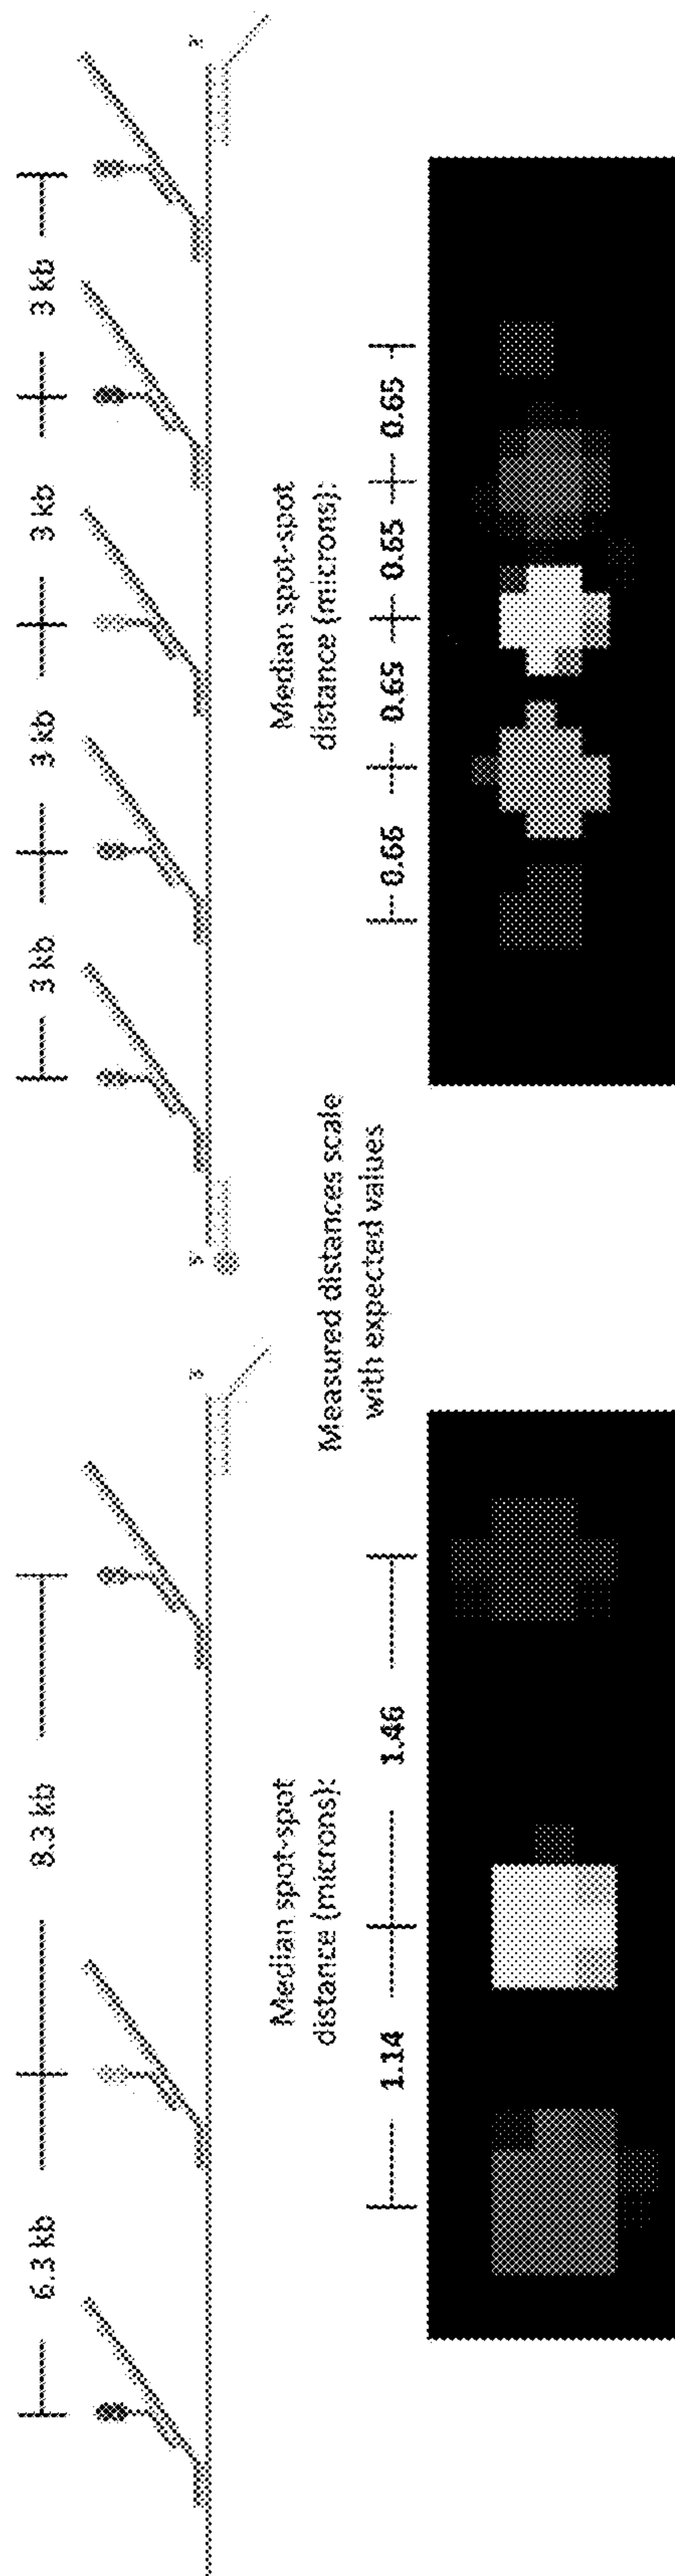 6.3 kb
8.3 kb
3'
Median spot-spot
distance (microns):
1.14
1.46
Measured distances scale
with expected values
3 kb
3 kb
3 kb
3 kb
5'
Median spot-spot
distance (microns):
0.66
0.65
0.65
0.65